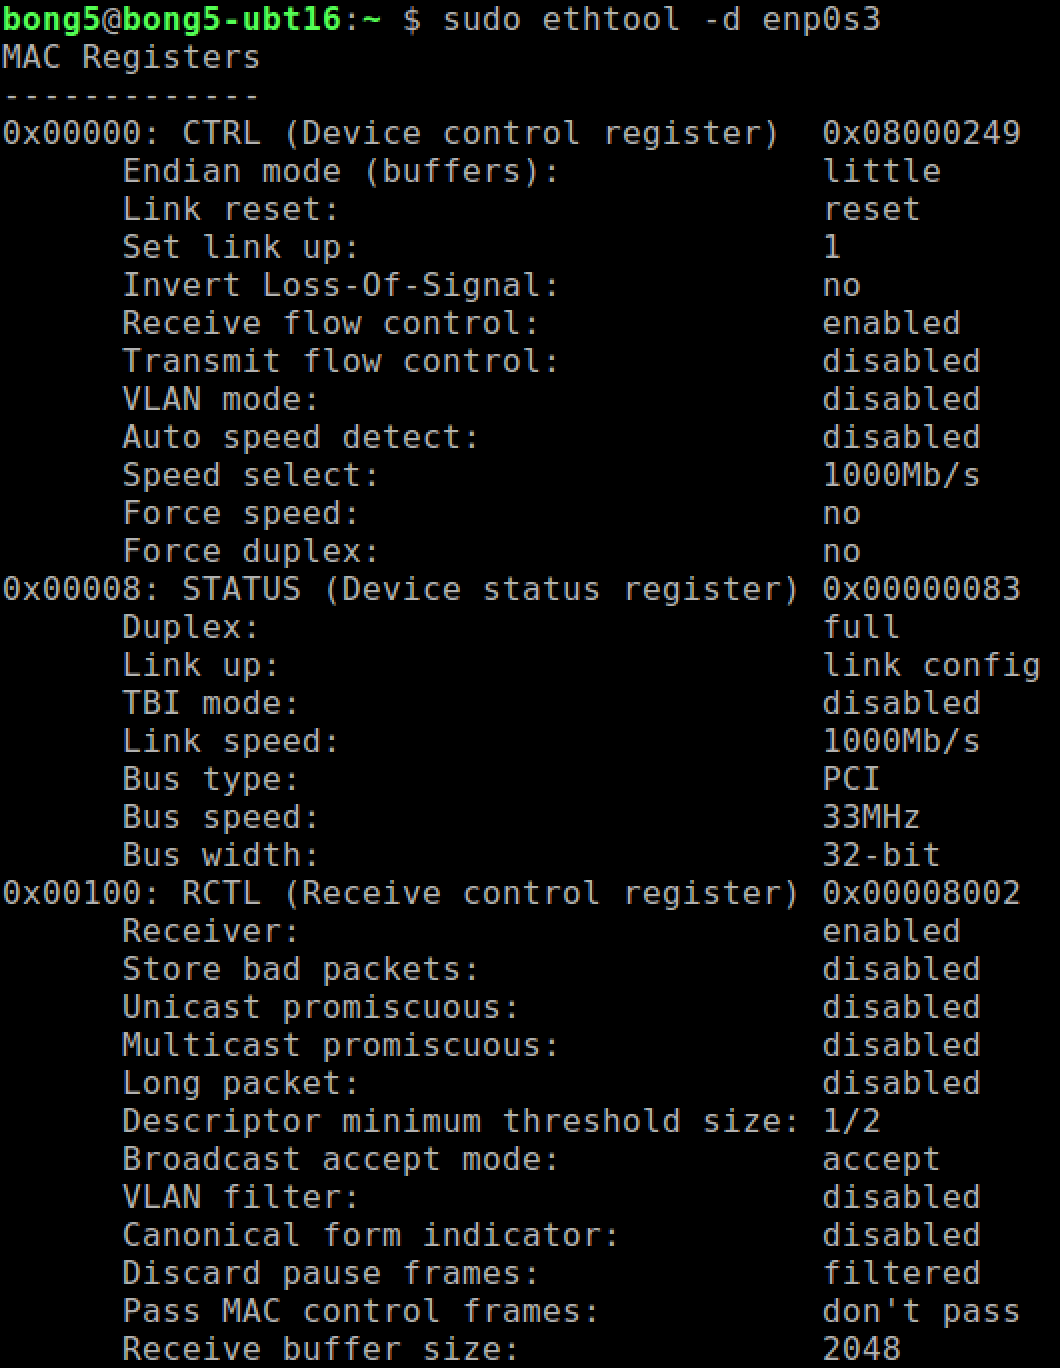 bong5@bong5-ubt16:~ $ sudo ethtool -d enp0s3
MAC Registers
-------------
0x00000: CTRL (Device control register)  0x08000249
      Endian mode (buffers):             little
      Link reset:                        reset
      Set link up:                       1
      Invert Loss-Of-Signal:             no
      Receive flow control:              enabled
      Transmit flow control:             disabled
      VLAN mode:                         disabled
      Auto speed detect:                 disabled
      Speed select:                      1000Mb/s
      Force speed:                       no
      Force duplex:                      no
0x00008: STATUS (Device status register) 0x00000083
      Duplex:                            full
      Link up:                           link config
      TBI mode:                          disabled
      Link speed:                        1000Mb/s
      Bus type:                          PCI
      Bus speed:                         33MHz
      Bus width:                         32-bit
0x00100: RCTL (Receive control register) 0x00008002
      Receiver:                          enabled
      Store bad packets:                 disabled
      Unicast promiscuous:               disabled
      Multicast promiscuous:             disabled
      Long packet:                       disabled
      Descriptor minimum threshold size: 1/2
      Broadcast accept mode:             accept
      VLAN filter:                       disabled
      Canonical form indicator:          disabled
      Discard pause frames:              filtered
      Pass MAC control frames:           don't pass
      Receive buffer size:               2048